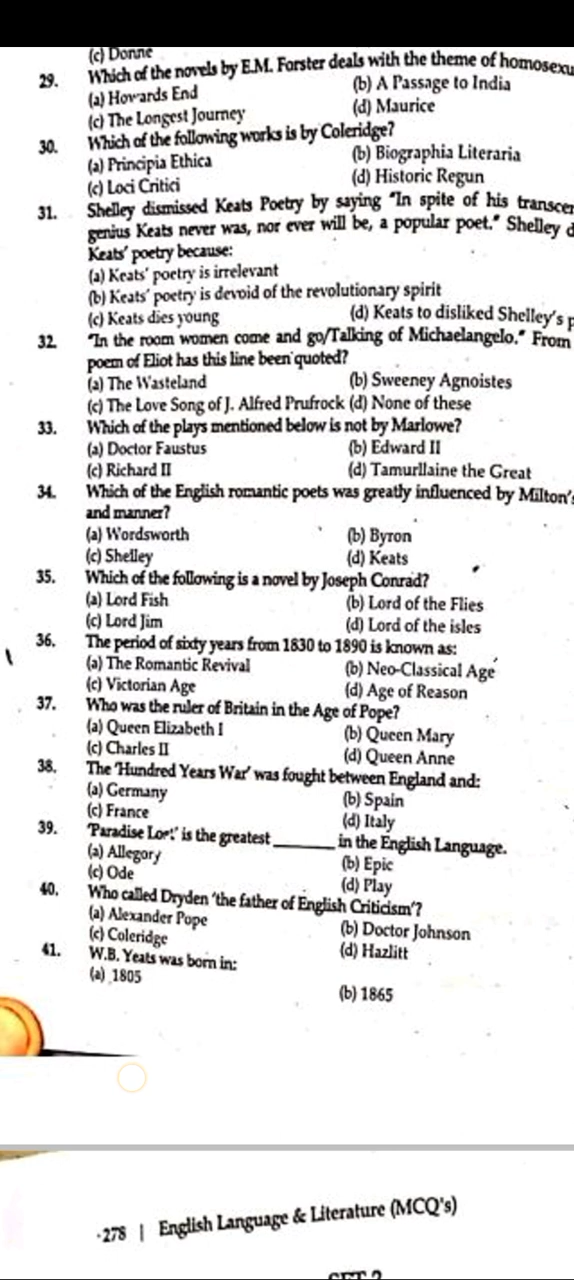 (c) Donne
29. Which of the novels by E.M. Forster deals with the theme of homosexu
(a) Howards End (b) A Passage to India
(c) The Longest Journey (d) Maurice
30. Which of the following works is by Coleridge?
(a) Principia Ethica (b) Biographia Literaria
(c) Loci Critici (d) Historic Regun
31. Shelley dismissed Keats Poetry by saying "In spite of his transcen
genius Keats never was, nor ever will be, a popular poet." Shelley d
Keats' poetry because:
(a) Keats' poetry is irrelevant
(b) Keats' poetry is devoid of the revolutionary spirit
(c) Keats dies young (d) Keats to disliked Shelley's p
32. "In the room women come and go/Talking of Michaelangelo." From
poem of Eliot has this line been quoted?
(a) The Wasteland (b) Sweeney Agnoistes
(c) The Love Song of J. Alfred Prufrock (d) None of these
33. Which of the plays mentioned below is not by Marlowe?
(a) Doctor Faustus (b) Edward II
(c) Richard II (d) Tamurllaine the Great
34. Which of the English romantic poets was greatly influenced by Milton's
and manner?
(a) Wordsworth (b) Byron
(c) Shelley (d) Keats
35. Which of the following is a novel by Joseph Conrad?
(a) Lord Fish (b) Lord of the Flies
(c) Lord Jim (d) Lord of the isles
36. The period of sixty years from 1830 to 1890 is known as:
(a) The Romantic Revival (b) Neo-Classical Age
(c) Victorian Age (d) Age of Reason
37. Who was the ruler of Britain in the Age of Pope?
(a) Queen Elizabeth I (b) Queen Mary
(c) Charles II (d) Queen Anne
38. The 'Hundred Years War' was fought between England and:
(a) Germany (b) Spain
(c) France (d) Italy
39. 'Paradise Lost' is the greatest ______ in the English Language.
(a) Allegory (b) Epic
(c) Ode (d) Play
40. Who called Dryden 'the father of English Criticism'?
(a) Alexander Pope (b) Doctor Johnson
(c) Coleridge (d) Hazlitt
41. W.B. Yeats was born in:
(a) 1805 (b) 1865
278 | English Language & Literature (MCQ's)